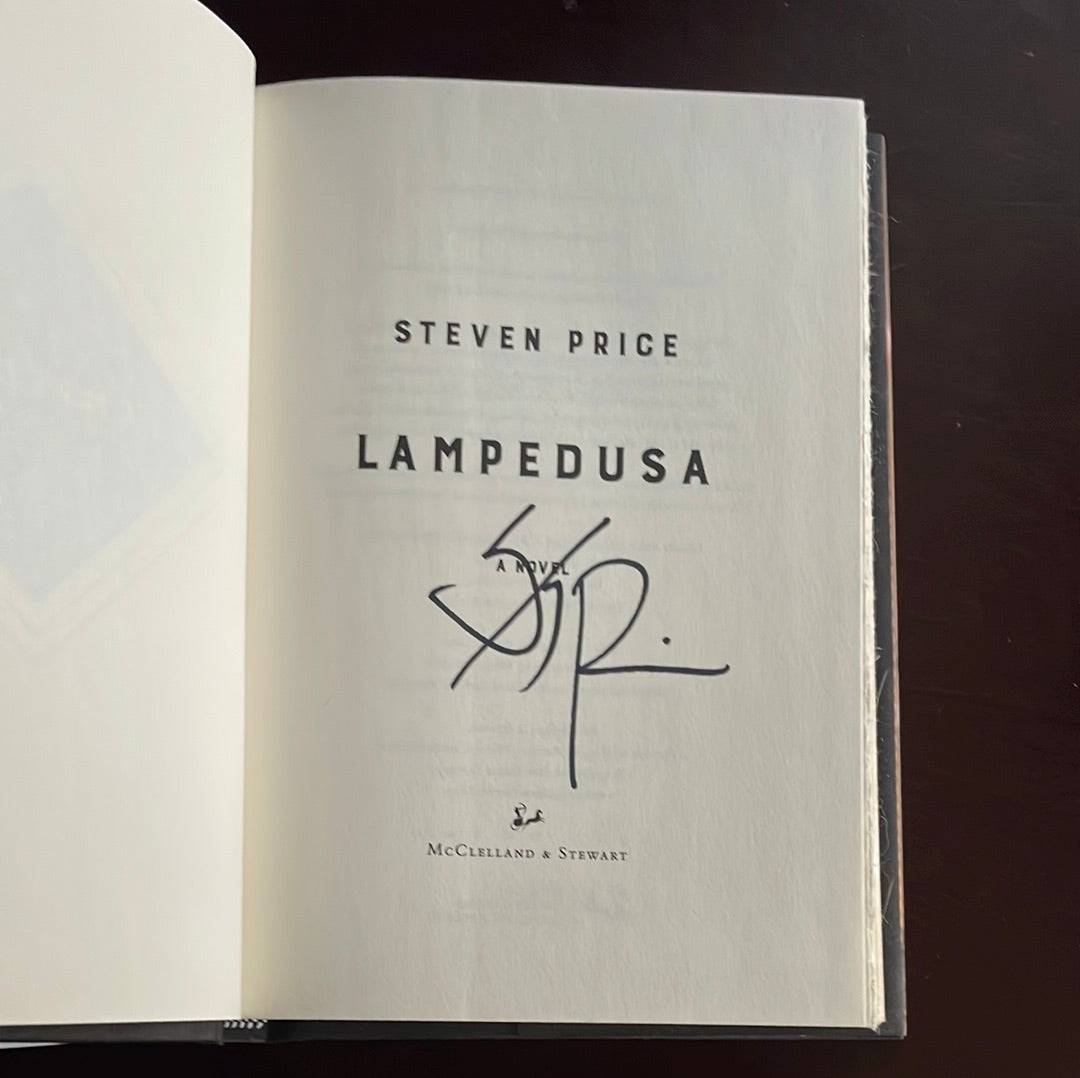 STEVEN PRICE
LAMPEDUSA
A NOVEL
McCLELLAND & STEWART